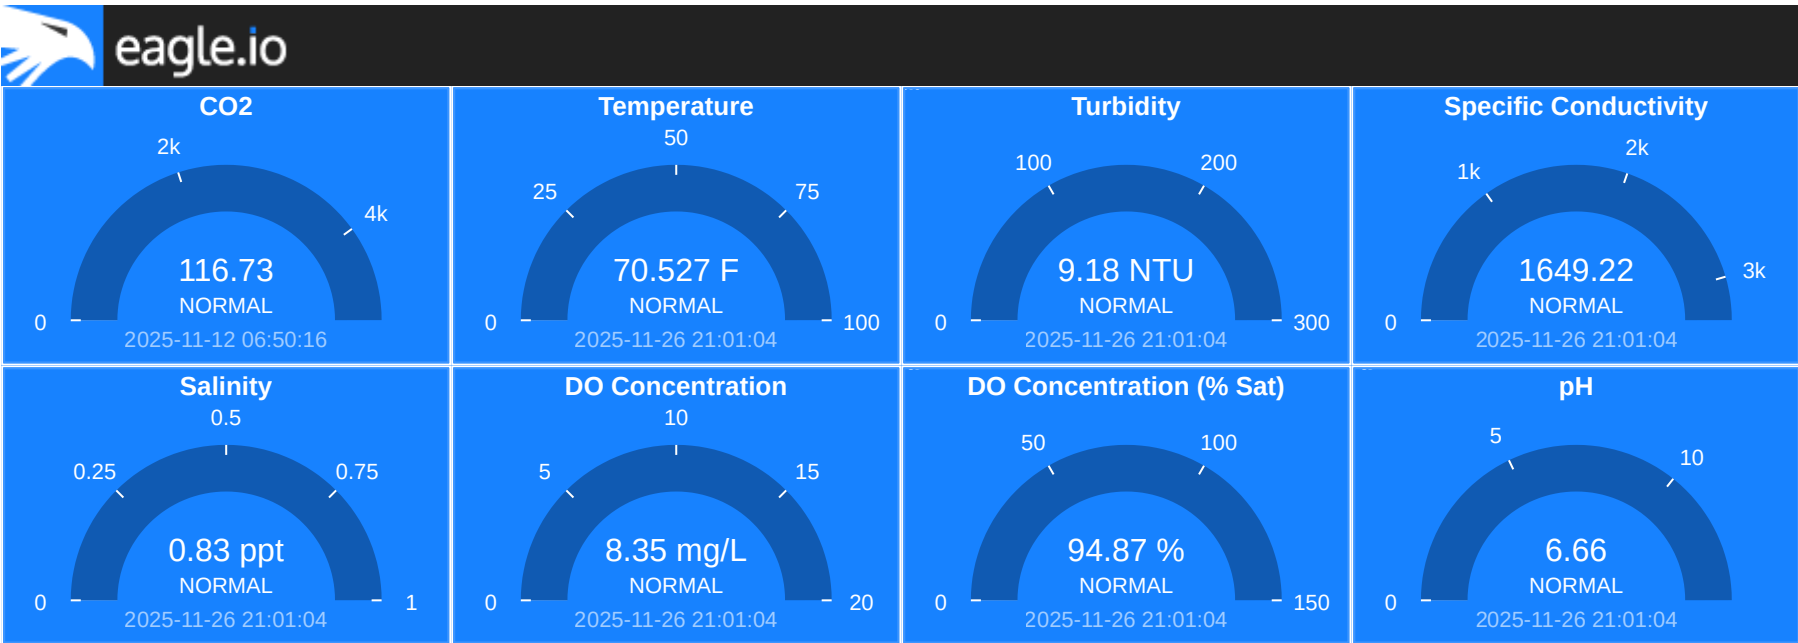 eagle.io
CO2
2k
4k
0
116.73
NORMAL
2025-11-12 06:50:16
Temperature
50
25
75
0
100
70.527 F
NORMAL
2025-11-26 21:01:04
Turbidity
100
200
0
300
9.18 NTU
NORMAL
2025-11-26 21:01:04
Specific Conductivity
2k
1k
3k
0
1649.22
NORMAL
2025-11-26 21:01:04
Salinity
0.5
0.25
0.75
0
1
0.83 ppt
NORMAL
2025-11-26 21:01:04
DO Concentration
10
5
15
0
20
8.35 mg/L
NORMAL
2025-11-26 21:01:04
DO Concentration (% Sat)
50
100
0
150
94.87 %
NORMAL
2025-11-26 21:01:04
pH
5
10
0
6.66
NORMAL
2025-11-26 21:01:04